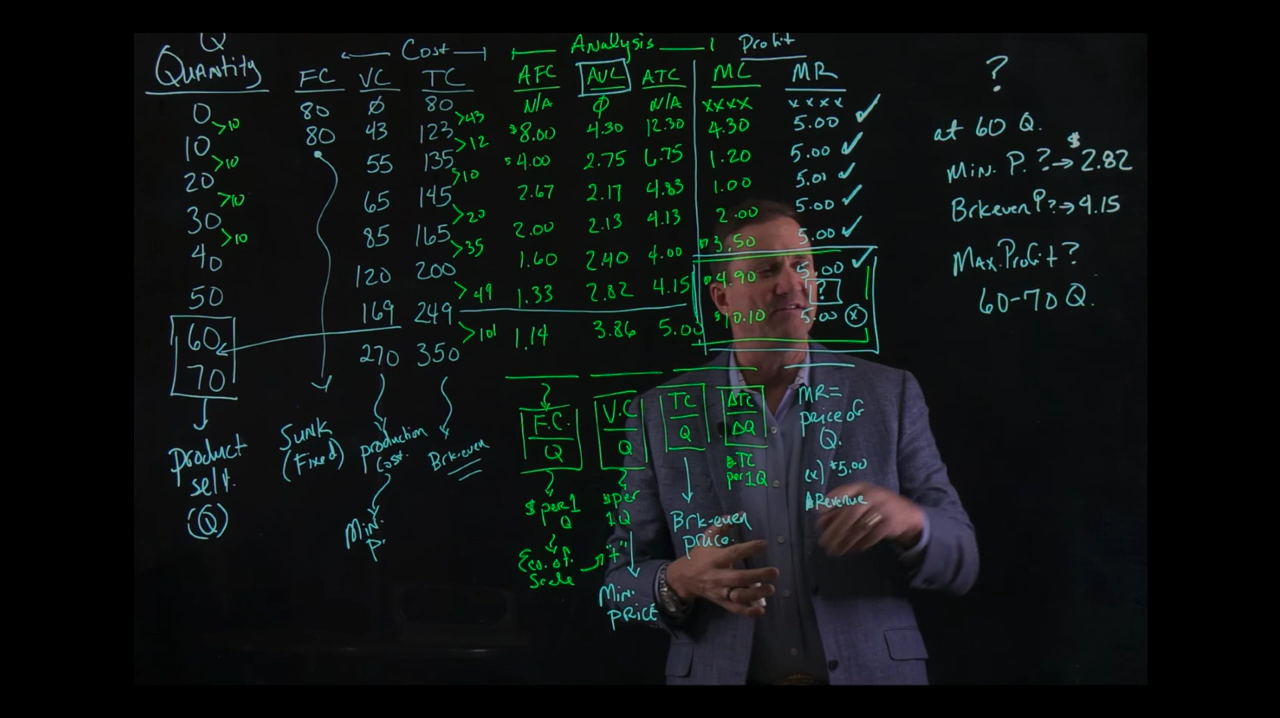 Q
Cost Analysis Profit
Quantity FC VC TC AFC AVC ATC MC MR ?
0 80 ∅ 80 N/A ∅ N/A xxxx xxxx
>10 >43
10 80 43 123 $8.00 4.30 12.30 4.30 5.00 ✓ at 60 Q.
>10 >12
20 55 135 $4.00 2.75 6.75 1.20 5.00 ✓ Min. P. ? → $2.82
>10 >10
30 65 145 2.67 2.17 4.83 1.00 5.00 ✓ Brkeven P? → 4.15
>10 >20
40 85 165 2.00 2.13 4.13 2.00 5.00 ✓
>35
50 120 200 1.60 2.40 4.00 $3.50 5.00 ✓ Max. Profit?
>49
60 169 249 1.33 2.82 4.15 $4.90 5.00 ✓ 60-70 Q.
>101 ?
70 270 350 1.14 3.86 5.00 $10.10 5.00 (x)
Product
sell.
(Q)
Sunk
(Fixed)
production
cost.
Min.
P.
Brk-even
F.C.
Q
$ per 1
Q
Eco. of.
Scale
V.C
Q
$ per
1Q
"+"
Min.
Price
TC
Q
Brk-even
price.
ΔTC
ΔQ
TC
per 1Q
MR=
price of
Q.
(x) $5.00
Revenue